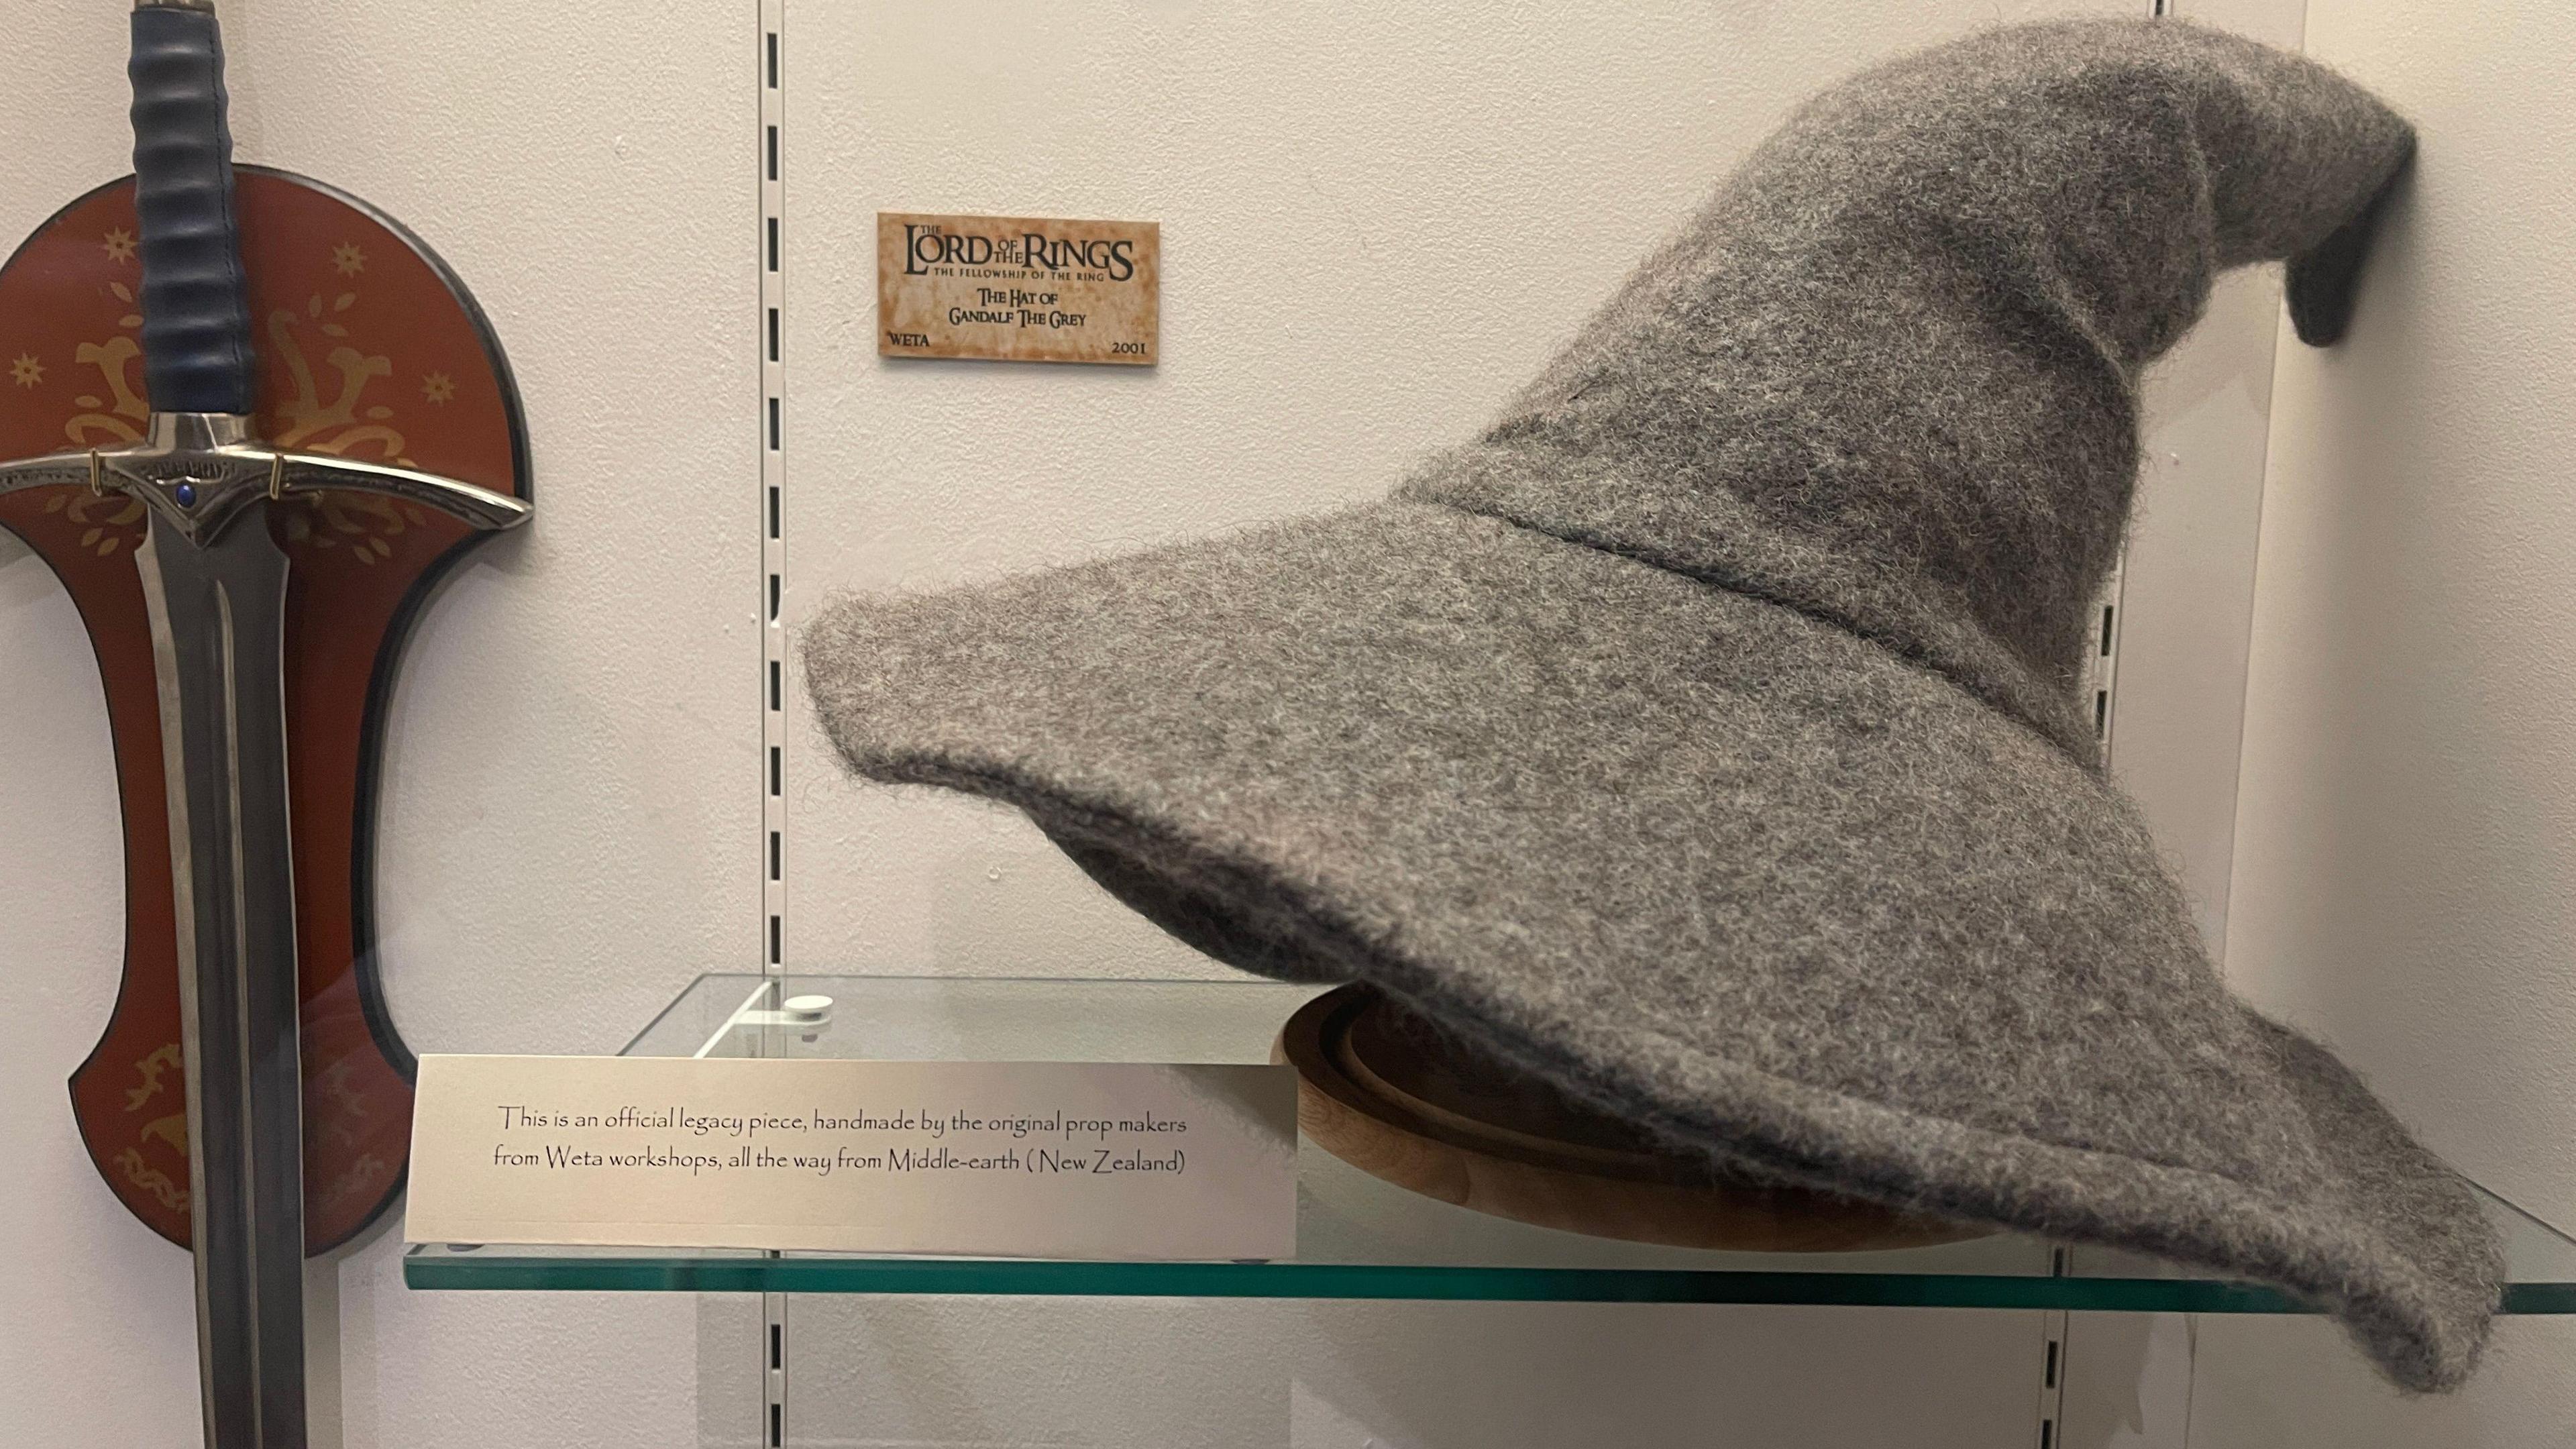 THE LORD OF THE RINGS
THE FELLOWSHIP OF THE RING
THE HAT OF
GANDALF THE GREY
WETA 2001
This is an official legacy piece, handmade by the original prop makers
from Weta workshops, all the way from Middle-earth ( New Zealand)